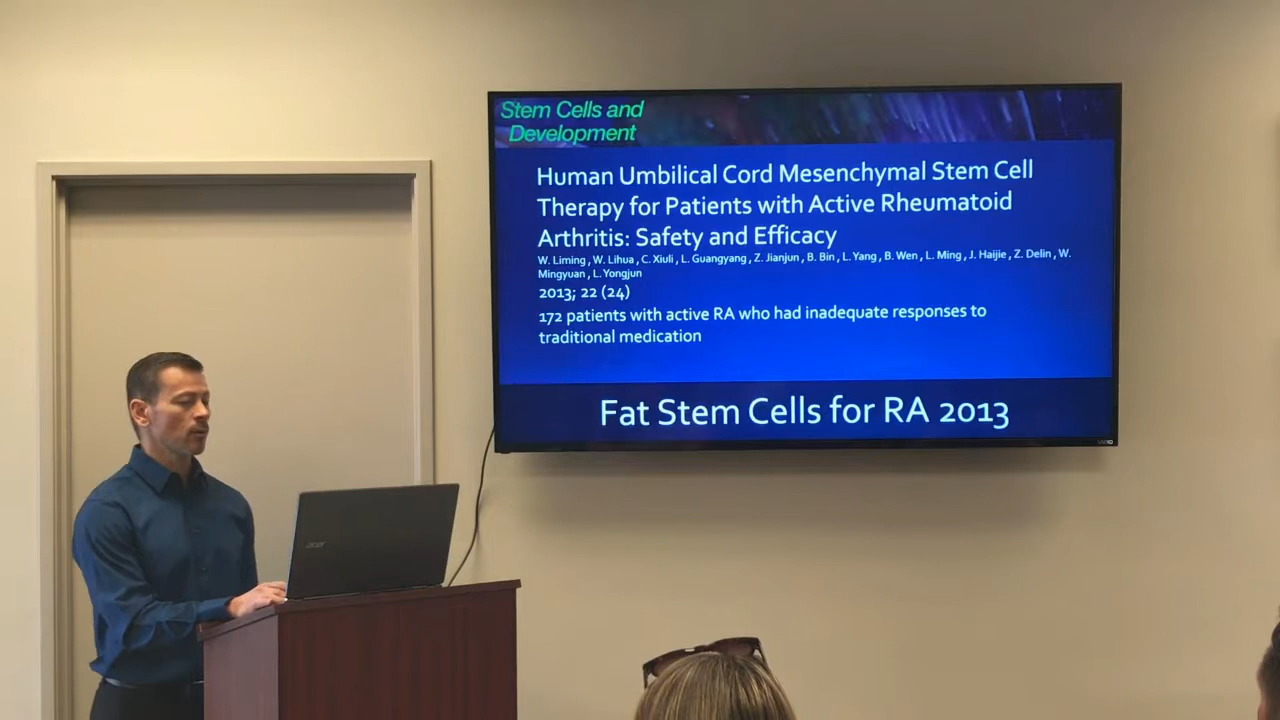 Stem Cells and
Development
Human Umbilical Cord Mesenchymal Stem Cell
Therapy for Patients with Active Rheumatoid
Arthritis: Safety and Efficacy
W. Liming , W. Lihua , C. Xiuli , L. Guangyang , Z. Jianjun , B. Bin , L. Yang , B. Wen , L. Ming , J. Haijie , Z. Delin , W.
Mingyuan , L. Yongjun
2013; 22 (24)
172 patients with active RA who had inadequate responses to
traditional medication
Fat Stem Cells for RA 2013
VIZIO
acer